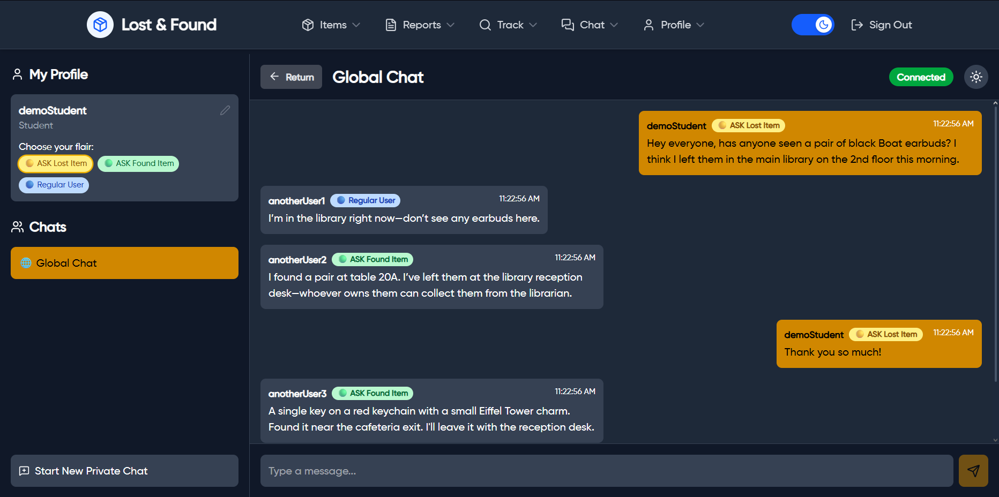 Lost & Found
Items
Reports
Track
Chat
Profile
Sign Out
My Profile
demoStudent
Student
Choose your flair:
ASK Lost Item
ASK Found Item
Regular User
Chats
Global Chat
Start New Private Chat
Return
Global Chat
Connected
demoStudent ASK Lost Item 11:22:56 AM
Hey everyone, has anyone seen a pair of black Boat earbuds? I
think I left them in the main library on the 2nd floor this morning.
anotherUser1 Regular User 11:22:56 AM
I’m in the library right now—don’t see any earbuds here.
anotherUser2 ASK Found Item 11:22:56 AM
I found a pair at table 20A. I’ve left them at the library reception
desk—whoever owns them can collect them from the librarian.
demoStudent ASK Lost Item 11:22:56 AM
Thank you so much!
anotherUser3 ASK Found Item 11:22:56 AM
A single key on a red keychain with a small Eiffel Tower charm.
Found it near the cafeteria exit. I'll leave it with the reception desk.
Type a message...